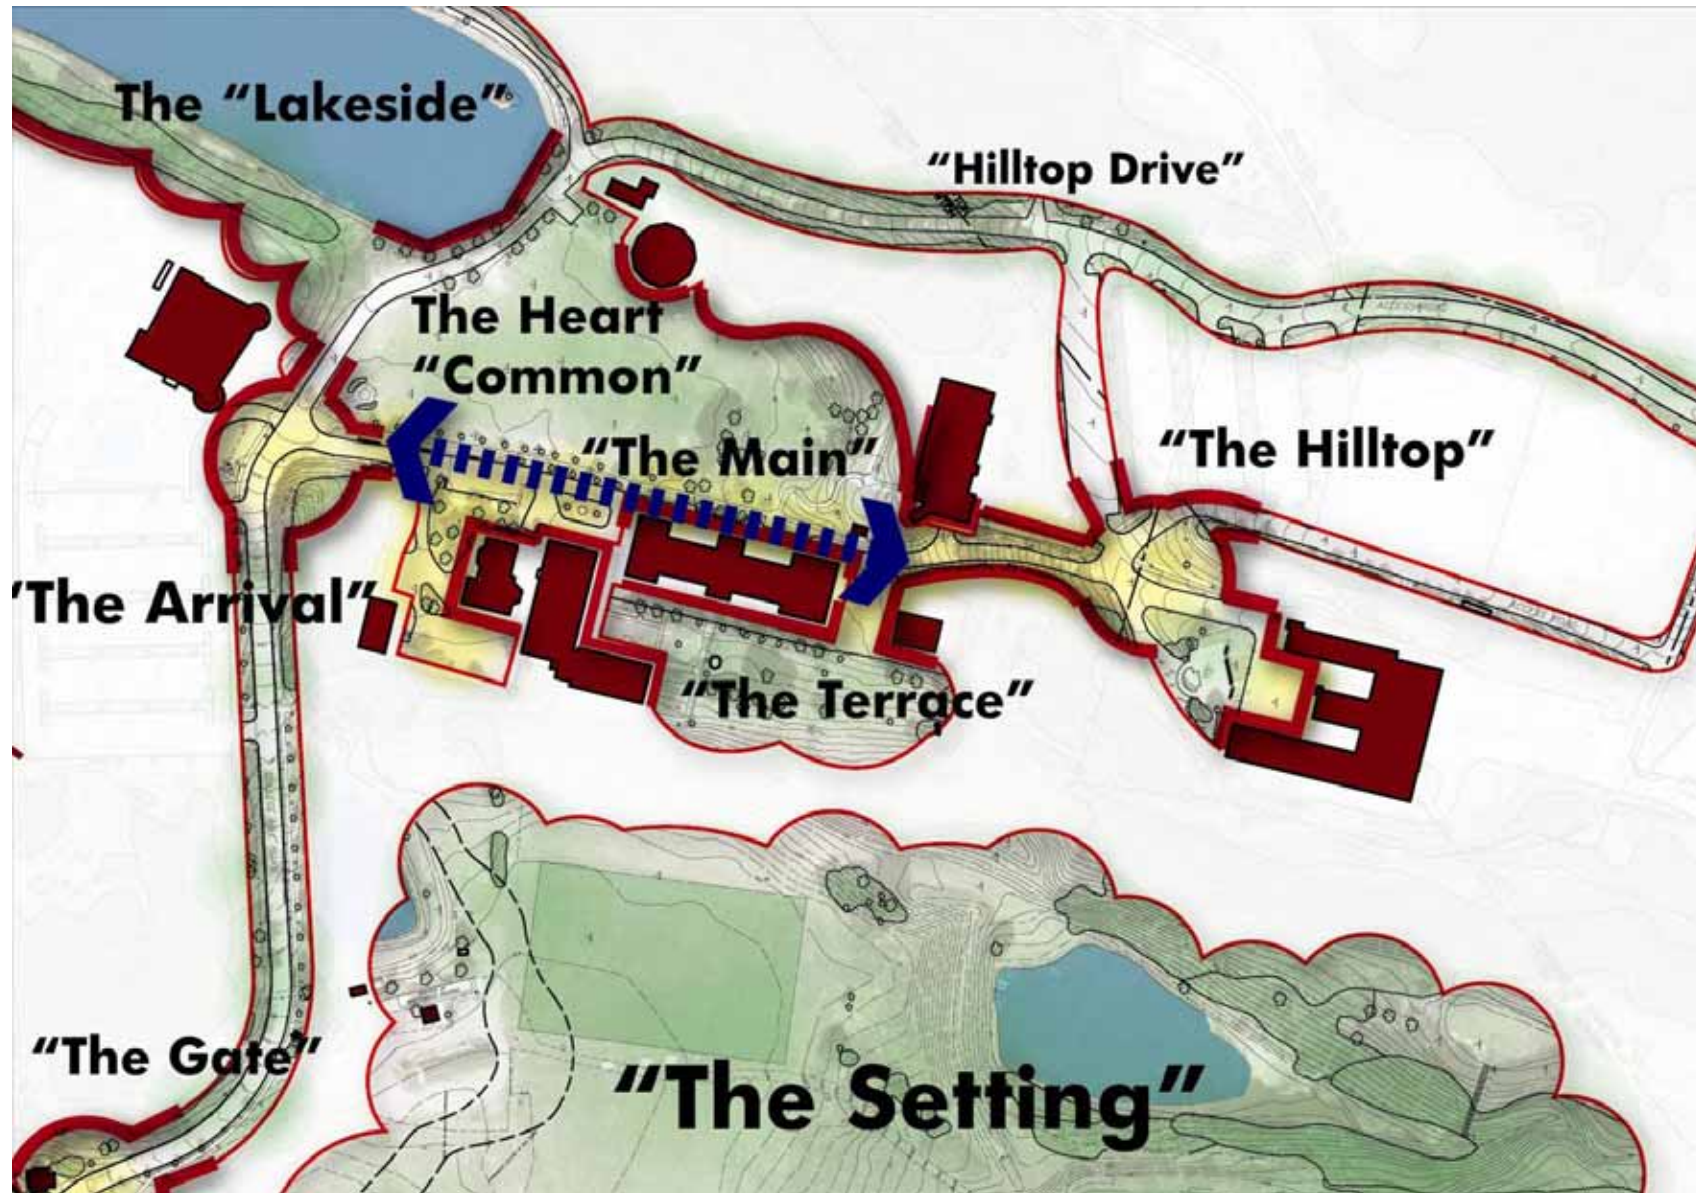 The “Lakeside”
“Hilltop Drive”
The Heart
“Common”
“The Main”
“The Hilltop”
“The Arrival”
“The Terrace”
“The Gate”
“The Setting”